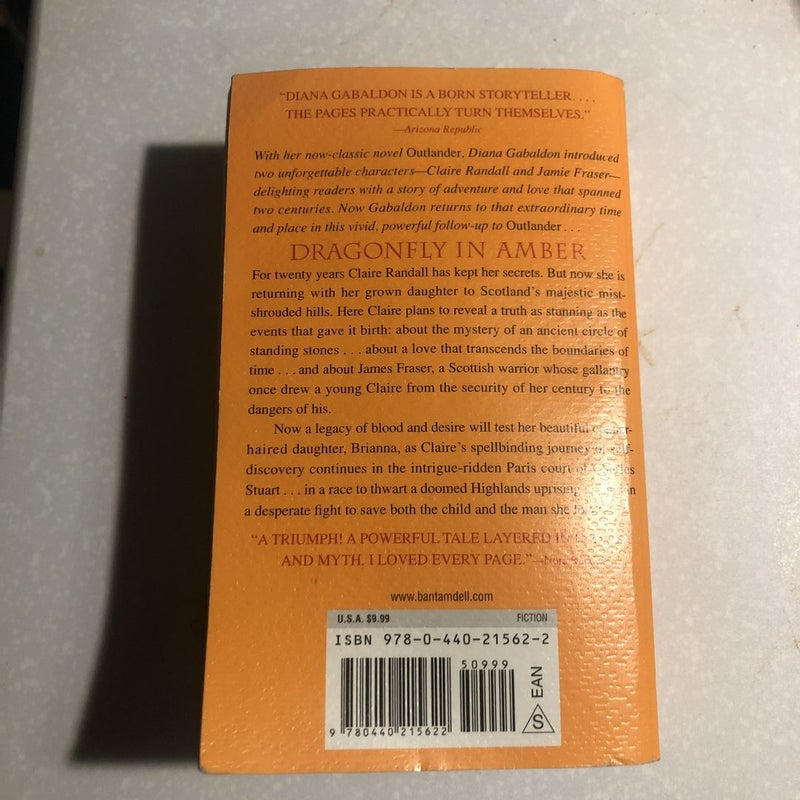 “DIANA GABALDON IS A BORN STORYTELLER. . . .
THE PAGES PRACTICALLY TURN THEMSELVES.”
—Arizona Republic
With her now-classic novel Outlander, Diana Gabaldon introduced
two unforgettable characters—Claire Randall and Jamie Fraser—
delighting readers with a story of adventure and love that spanned
two centuries. Now Gabaldon returns to that extraordinary time
and place in this vivid, powerful follow-up to Outlander . . .
DRAGONFLY IN AMBER
For twenty years Claire Randall has kept her secrets. But now she is
returning with her grown daughter to Scotland’s majestic mist-
shrouded hills. Here Claire plans to reveal a truth as stunning as the
events that gave it birth: about the mystery of an ancient circle of
standing stones . . . about a love that transcends the boundaries of
time . . . and about James Fraser, a Scottish warrior whose gallantry
once drew a young Claire from the security of her century to the
dangers of his.
Now a legacy of blood and desire will test her beautiful
haired daughter, Brianna, as Claire’s spellbinding journey of self-
discovery continues in the intrigue-ridden Paris court of
Stuart . . . in a race to thwart a doomed Highlands uprising
a desperate fight to save both the child and the man she
“A TRIUMPH! A POWERFUL TALE LAYERED IN
AND MYTH. I LOVED EVERY PAGE.”
www.bantamdell.com
U.S.A. $9.99 FICTION
ISBN 978-0-440-21562-2
50999
EAN
S
9 780440 215622